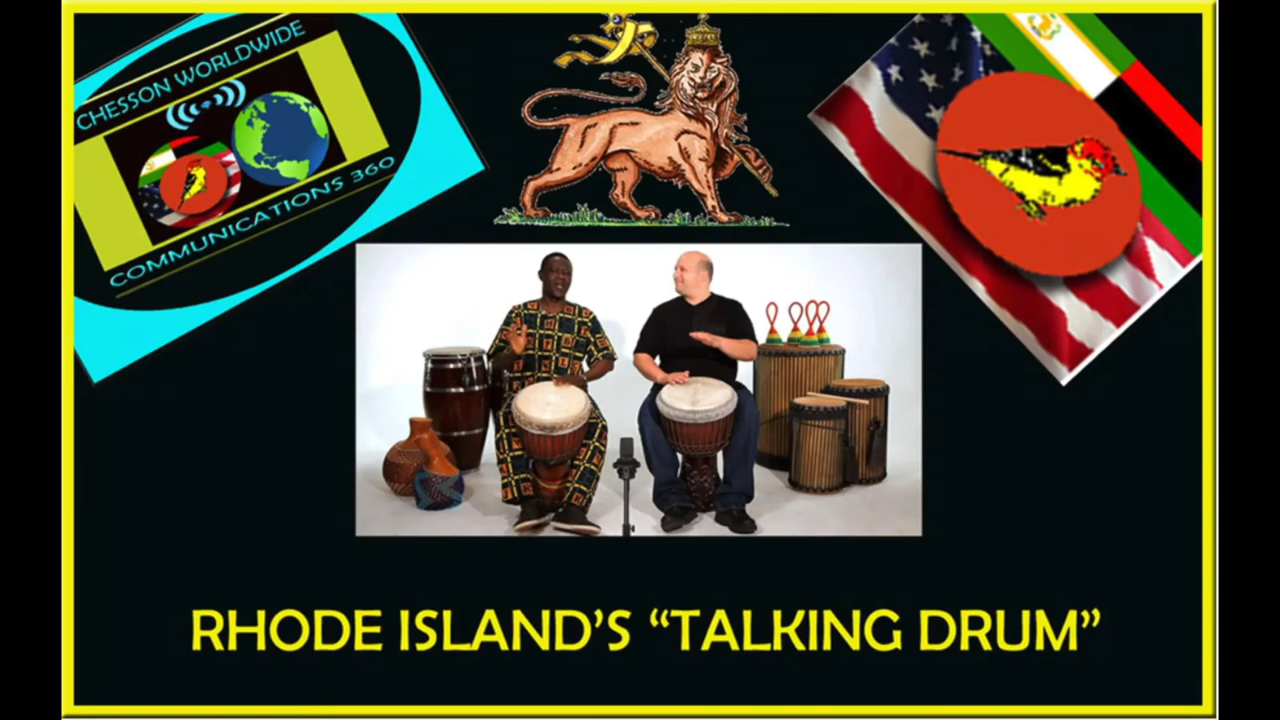 CHESSON WORLDWIDE
COMMUNICATIONS 360
RHODE ISLAND’S “TALKING DRUM”